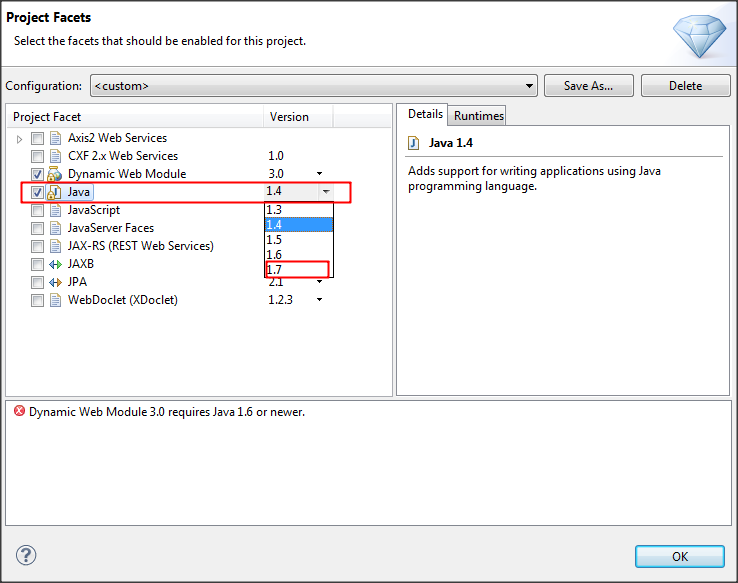 Project Facets
Select the facets that should be enabled for this project.
Configuration: <custom> Save As... Delete
Project Facet Version
Axis2 Web Services
CXF 2.x Web Services 1.0
Dynamic Web Module 3.0
Java 1.4
JavaScript 1.3
1.4
JavaServer Faces 1.5
JAX-RS (REST Web Services) 1.6
JAXB 1.7
JPA 2.1
WebDoclet (XDoclet) 1.2.3
Details Runtimes
J Java 1.4
Adds support for writing applications using Java
programming language.
Dynamic Web Module 3.0 requires Java 1.6 or newer.
? OK